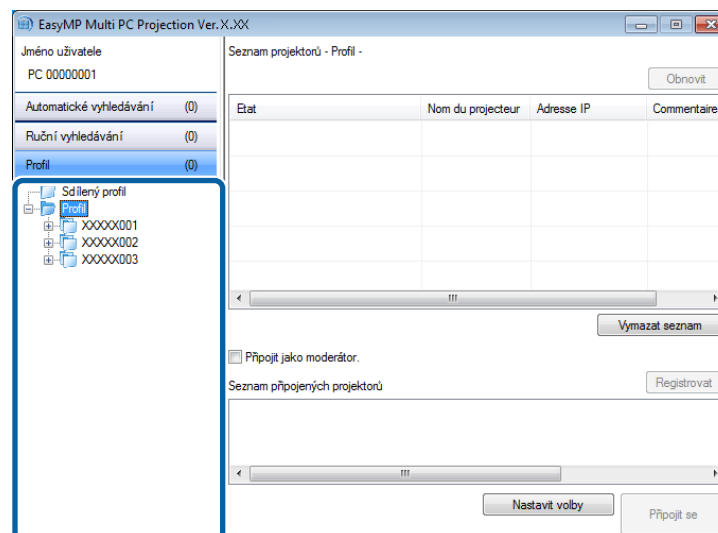 EasyMP Multi PC Projection Ver.X.XX
Jméno uživatele
PC 00000001
Automatické vyhledávání (0)
Ruční vyhledávání (0)
Profil (0)
Sdílený profil
Profil
XXXXX001
XXXXX002
XXXXX003
Seznam projektorů - Profil -
Obnovit
Etat Nom du projecteur Adresse IP Commentaire
Vymazat seznam
Připojit jako moderátor.
Seznam připojených projektorů
Registrovat
Nastavit volby
Připojit se